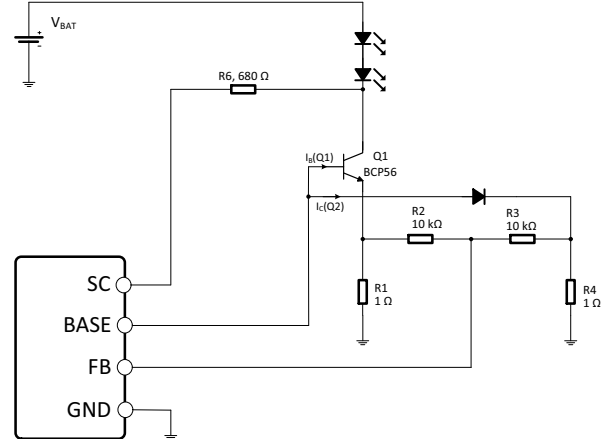 V_BAT
+
-
R6, 680 Ω
I_B(Q1)
Q1
BCP56
I_C(Q2)
R2
10 kΩ
R3
10 kΩ
R1
1 Ω
R4
1 Ω
SC
BASE
FB
GND